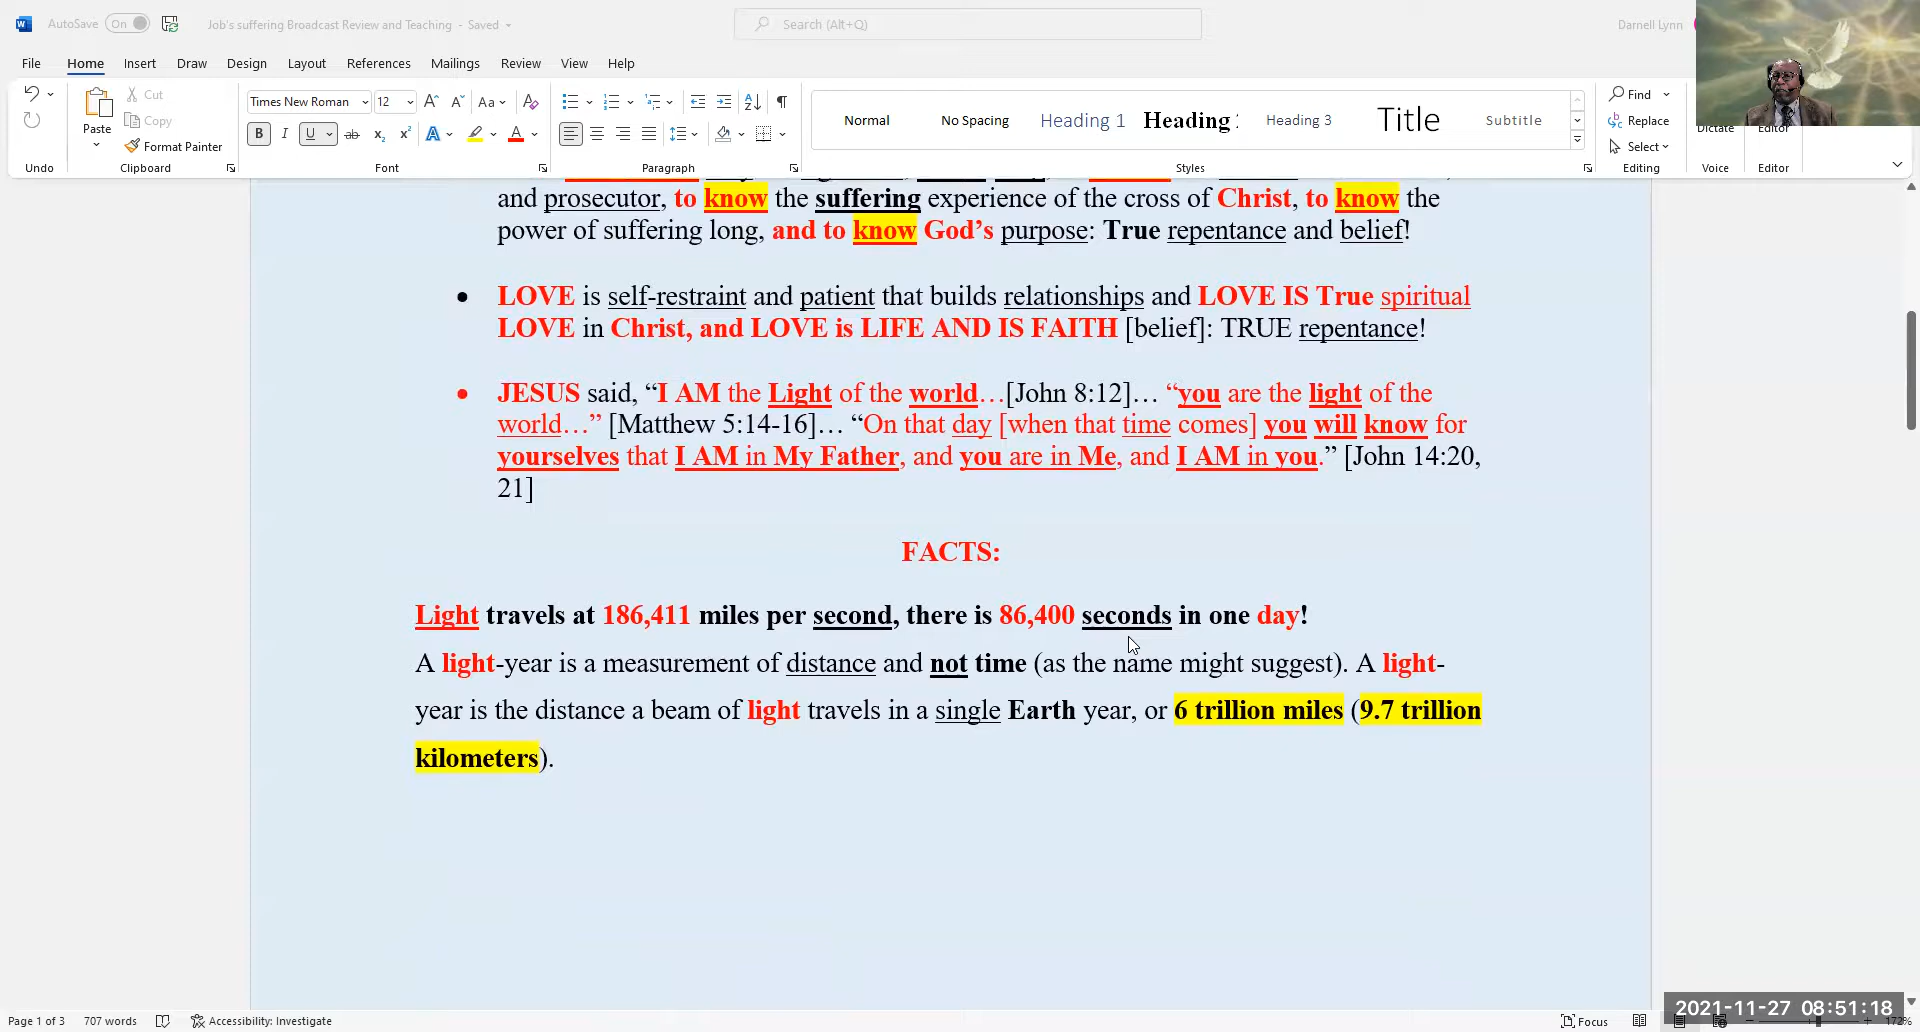 AutoSave On Job's suffering Broadcast Review and Teaching - Saved Search (Alt+Q) Darnell Lynn
File Home Insert Draw Design Layout References Mailings Review View Help
Times New Roman 12 Aa
Paste Cut
Copy
Format Painter
B I U ab x₂ x² A A
Normal No Spacing Heading 1 Heading Heading 3 Title Subtitle
Find
Replace
Select
Dictate Editor
Undo Clipboard Font Paragraph Styles Editing Voice Editor
and prosecutor, to know the suffering experience of the cross of Christ, to know the
power of suffering long, and to know God’s purpose: True repentance and belief!
• LOVE is self-restraint and patient that builds relationships and LOVE IS True spiritual
LOVE in Christ, and LOVE is LIFE AND IS FAITH [belief]: TRUE repentance!
• JESUS said, “I AM the Light of the world…[John 8:12]… “you are the light of the
world…” [Matthew 5:14-16]… “On that day [when that time comes] you will know for
yourselves that I AM in My Father, and you are in Me, and I AM in you.” [John 14:20,
21]
FACTS:
Light travels at 186,411 miles per second, there is 86,400 seconds in one day!
A light-year is a measurement of distance and not time (as the name might suggest). A light-
year is the distance a beam of light travels in a single Earth year, or 6 trillion miles (9.7 trillion
kilometers).
2021-11-27 08:51:18
Page 1 of 3 707 words Accessibility: Investigate Focus 172%